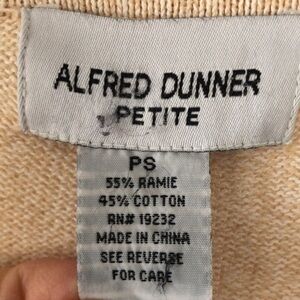 ALFRED DUNNER
PETITE
PS
55% RAMIE
45% COTTON
RN# 19232
MADE IN CHINA
SEE REVERSE
FOR CARE